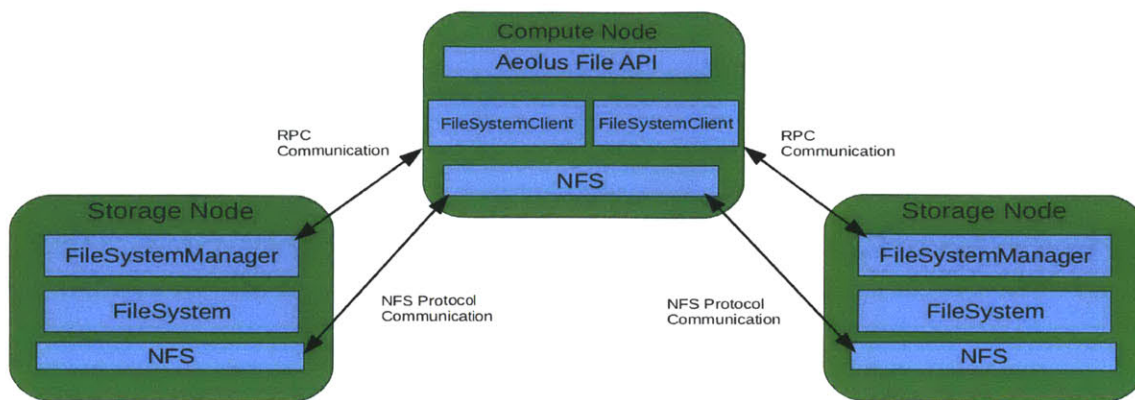 Compute Node
Aeolus File API
FileSystemClient
FileSystemClient
NFS
RPC
Communication
RPC
Communication
Storage Node
FileSystemManager
FileSystem
NFS
NFS Protocol
Communication
NFS Protocol
Communication
Storage Node
FileSystemManager
FileSystem
NFS